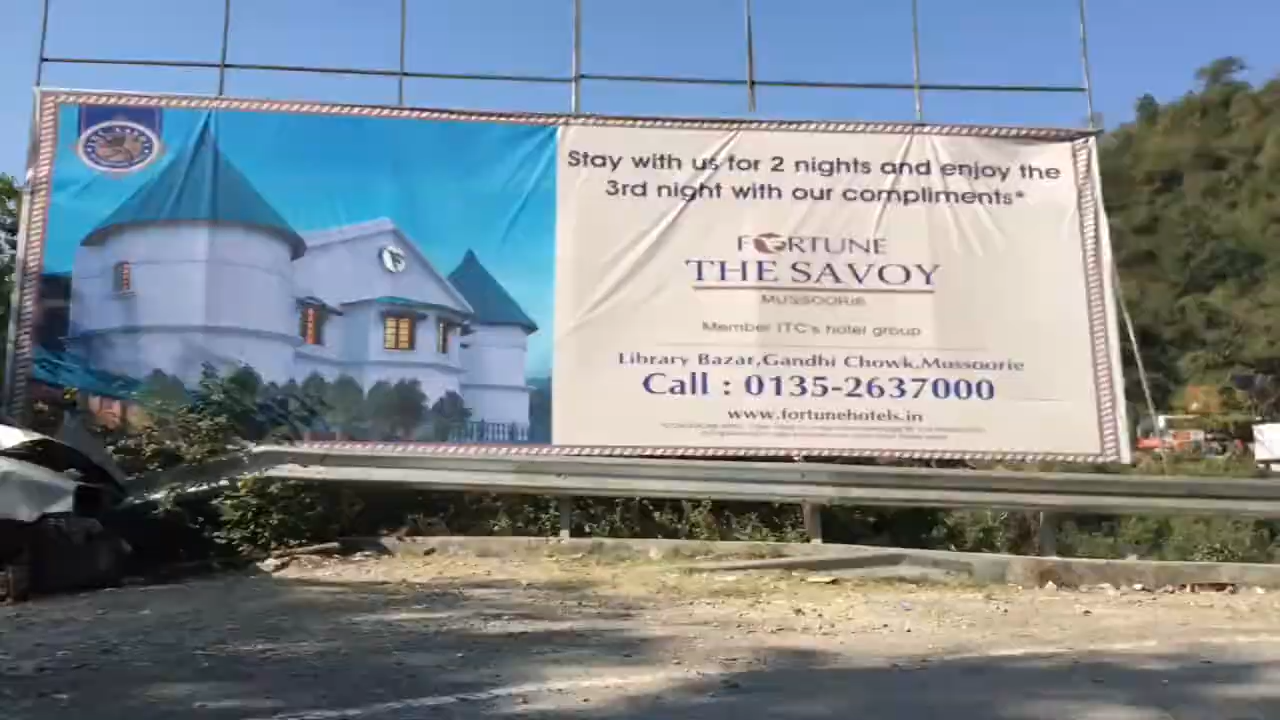 Stay with us for 2 nights and enjoy the
3rd night with our compliments*
FORTUNE
THE SAVOY
MUSSOORIE
Member ITC's hotel group
Library Bazar,Gandhi Chowk,Mussoorie
Call : 0135-2637000
www.fortunehotels.in